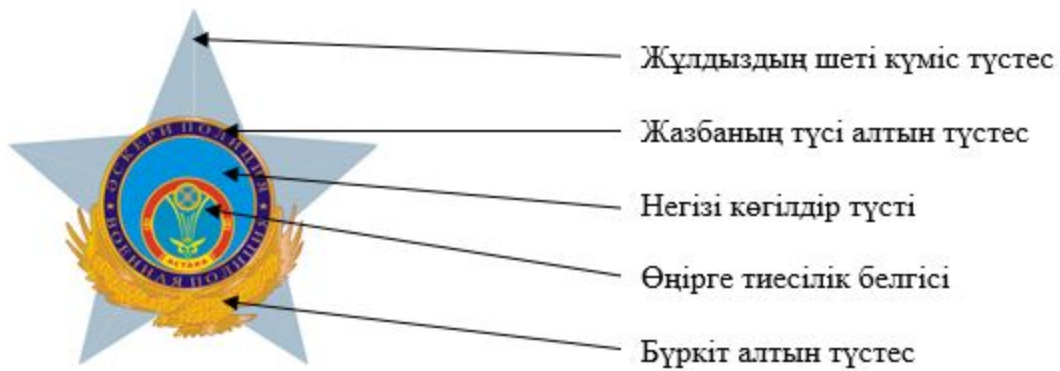 Жұлдыздың шеті күміс түстес
Жазбаның түсі алтын түстес
Негізі көгілдір түсті
Өңірге тиесілік белгісі
Бүркіт алтын түстес
ӘСКЕРИ ПОЛИЦИЯ
ВОЕННАЯ ПОЛИЦИЯ
АСТАНА